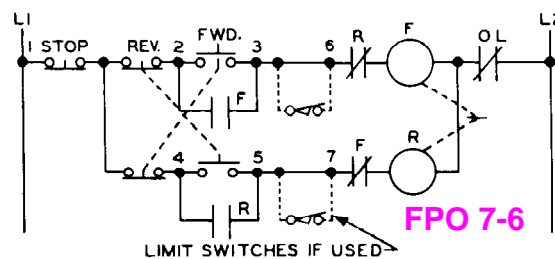 L1 FWD. L2
1 STOP REV. 2 3 6 R F OL
F
4 5 7 F R
R
FPO 7-6
LIMIT SWITCHES IF USED